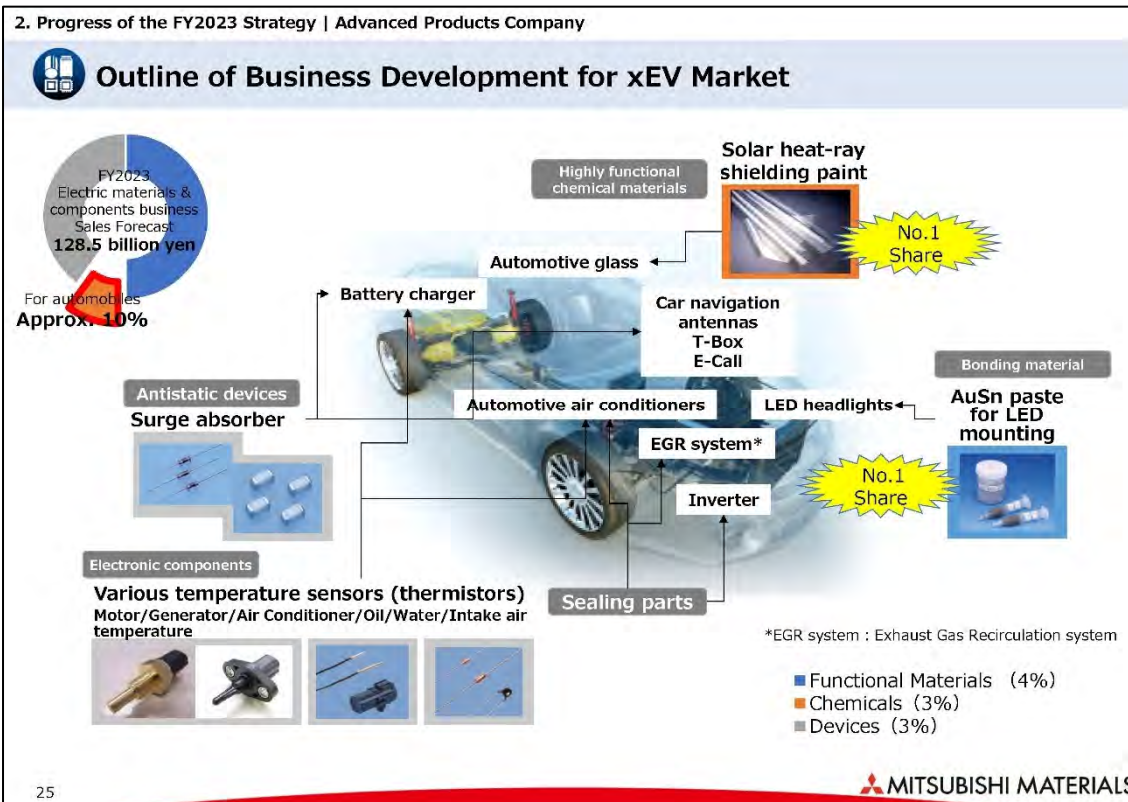 2. Progress of the FY2023 Strategy | Advanced Products Company
Outline of Business Development for xEV Market
FY2023
Electric materials &
components business
Sales Forecast
128.5 billion yen
For automobiles
Approx. 10%
Highly functional
chemical materials
Solar heat-ray
shielding paint
No.1
Share
Automotive glass
Battery charger
Car navigation
antennas
T-Box
E-Call
Bonding material
Antistatic devices
Surge absorber
Automotive air conditioners
LED headlights
AuSn paste
for LED
mounting
EGR system*
No.1
Share
Inverter
Electronic components
Various temperature sensors (thermistors)
Motor/Generator/Air Conditioner/Oil/Water/Intake air
temperature
Sealing parts
*EGR system : Exhaust Gas Recirculation system
Functional Materials （4%）
Chemicals （3%）
Devices （3%）
25
MITSUBISHI MATERIALS